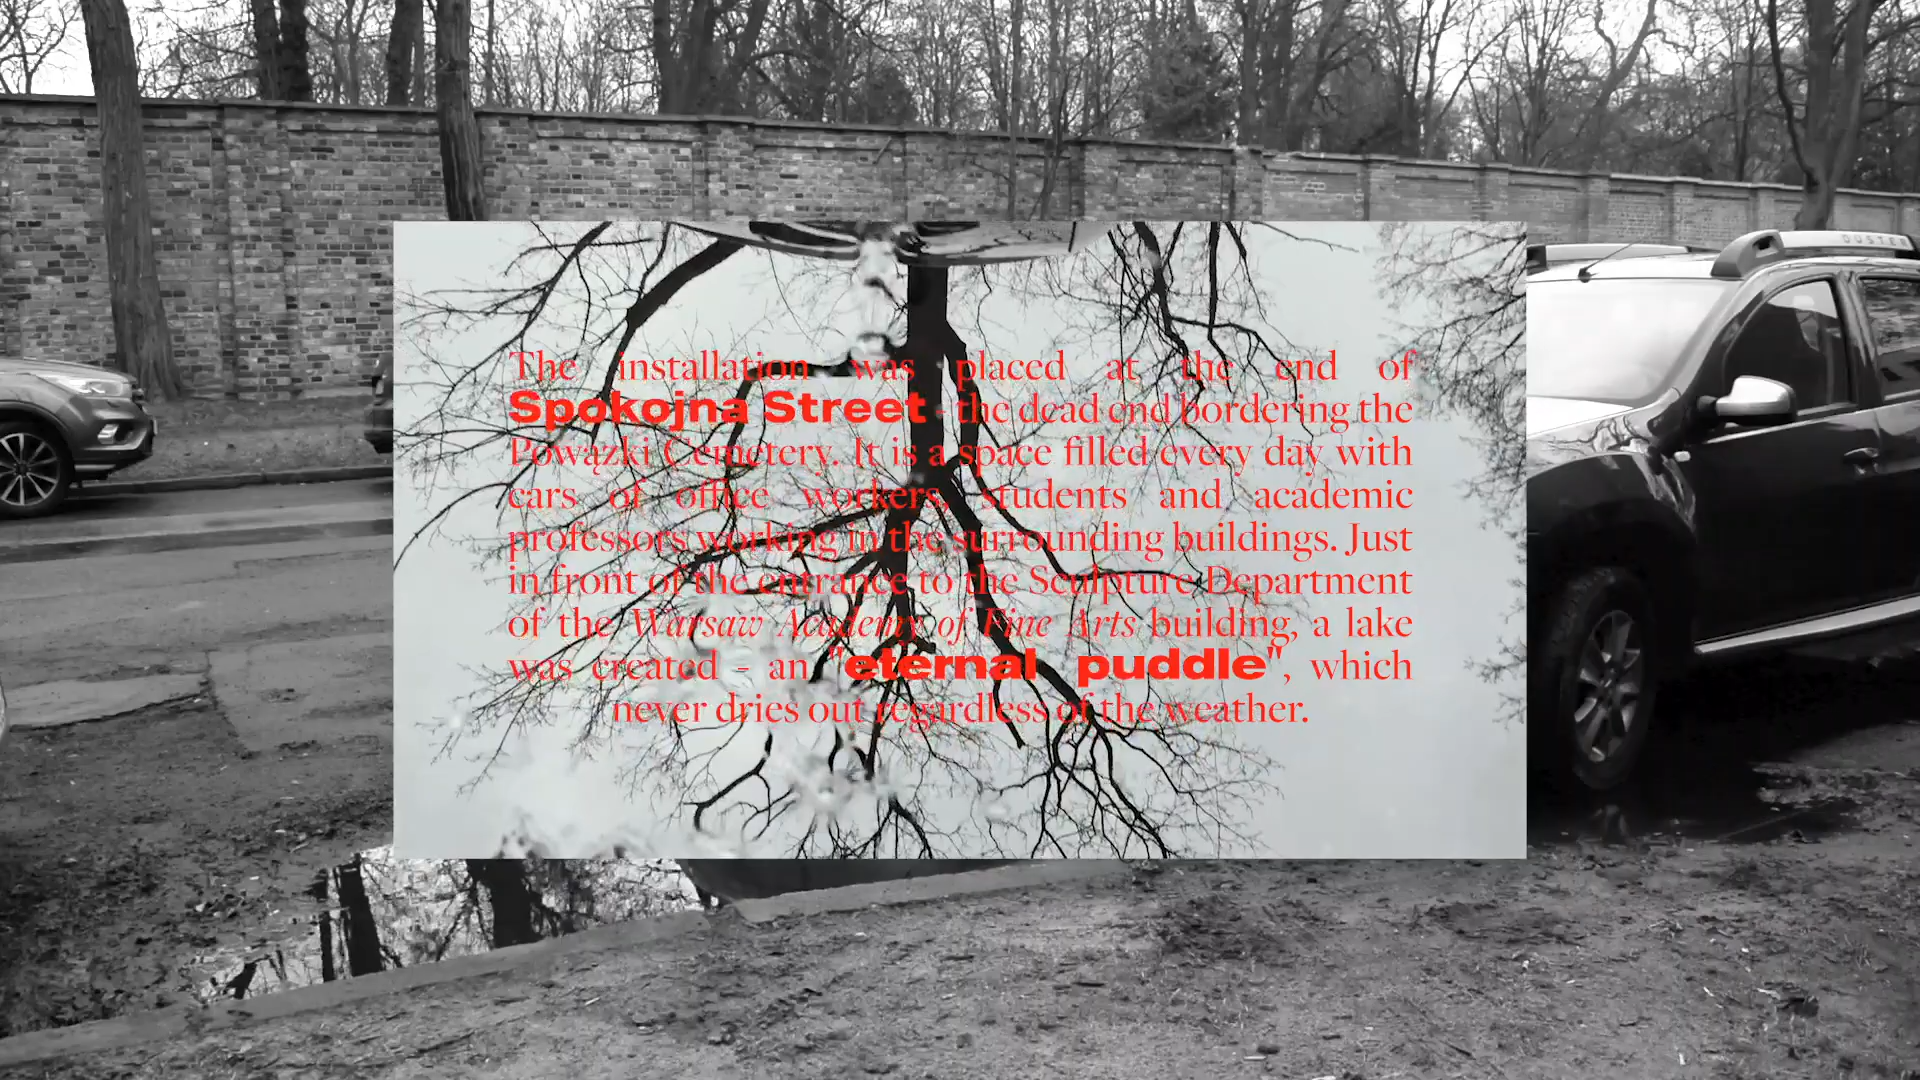 The installation was placed at the end of
Spokojna Street - the dead end bordering the
Powązki Cemetery. It is a space filled every day with
cars of office workers, students and academic
professors working in the surrounding buildings. Just
in front of the entrance to the Sculpture Department
of the Warsaw Academy of Fine Arts building, a lake
was created - an "eternal puddle", which
never dries out regardless of the weather.
DUSTER